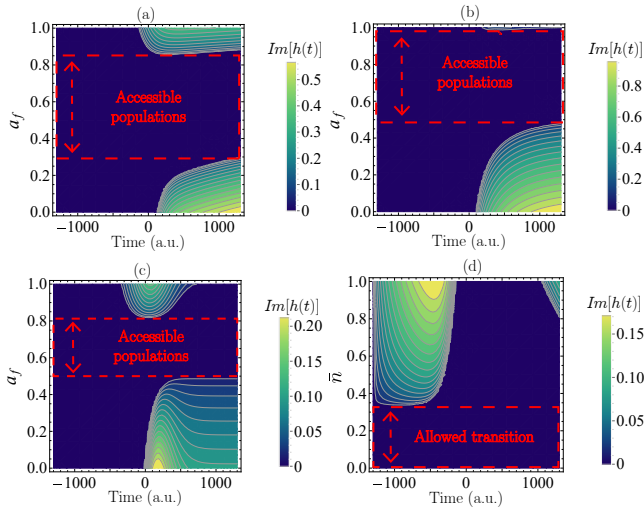 (a)
1.0
0.8
0.6
0.4
0.2
0.0
a_f
Accessible
populations
−1000 0 1000
Time (a.u.)
Im[h(t)]
0.5
0.4
0.3
0.2
0.1
0
(b)
1.0
0.8
0.6
0.4
0.2
0.0
a_f
Accessible
populations
−1000 0 1000
Time (a.u.)
Im[h(t)]
0.8
0.6
0.4
0.2
0
(c)
1.0
0.8
0.6
0.4
0.2
0.0
a_f
Accessible
populations
−1000 0 1000
Time (a.u.)
Im[h(t)]
0.20
0.15
0.10
0.05
0
(d)
1.0
0.8
0.6
0.4
0.2
0.0
n̄
Allowed transition
−1000 0 1000
Time (a.u.)
Im[h(t)]
0.15
0.10
0.05
0